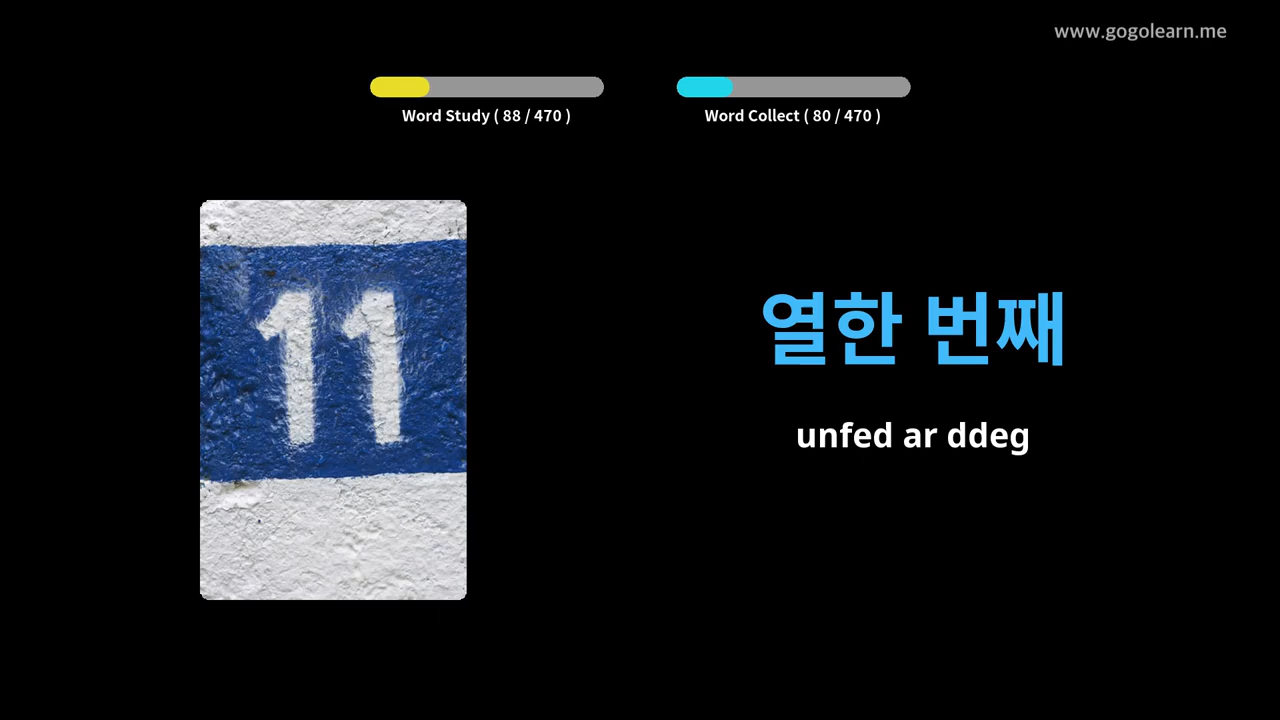 www.gogolearn.me
Word Study ( 88 / 470 )
Word Collect ( 80 / 470 )
11
열한 번째
unfed ar ddeg